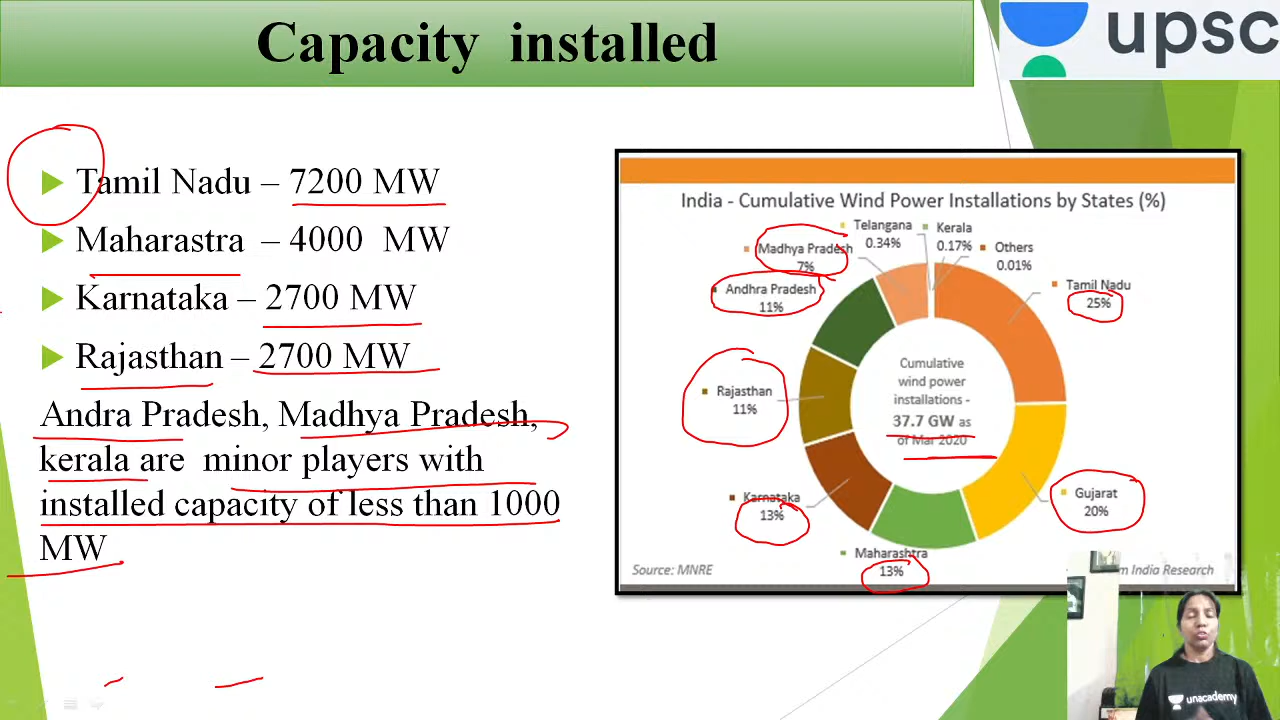 Capacity installed
upsc
Tamil Nadu – 7200 MW
Maharastra – 4000 MW
Karnataka – 2700 MW
Rajasthan – 2700 MW
Andra Pradesh, Madhya Pradesh,
kerala are minor players with
installed capacity of less than 1000
MW
India - Cumulative Wind Power Installations by States (%)
Telangana
0.34%
Kerala
0.17%
Others
0.01%
Madhya Pradesh
7%
Andhra Pradesh
11%
Tamil Nadu
25%
Rajasthan
11%
Cumulative
wind power
installations -
37.7 GW as
of Mar 2020
Karnataka
13%
Gujarat
20%
Maharashtra
13%
Source: MNRE
India Research
unacademy